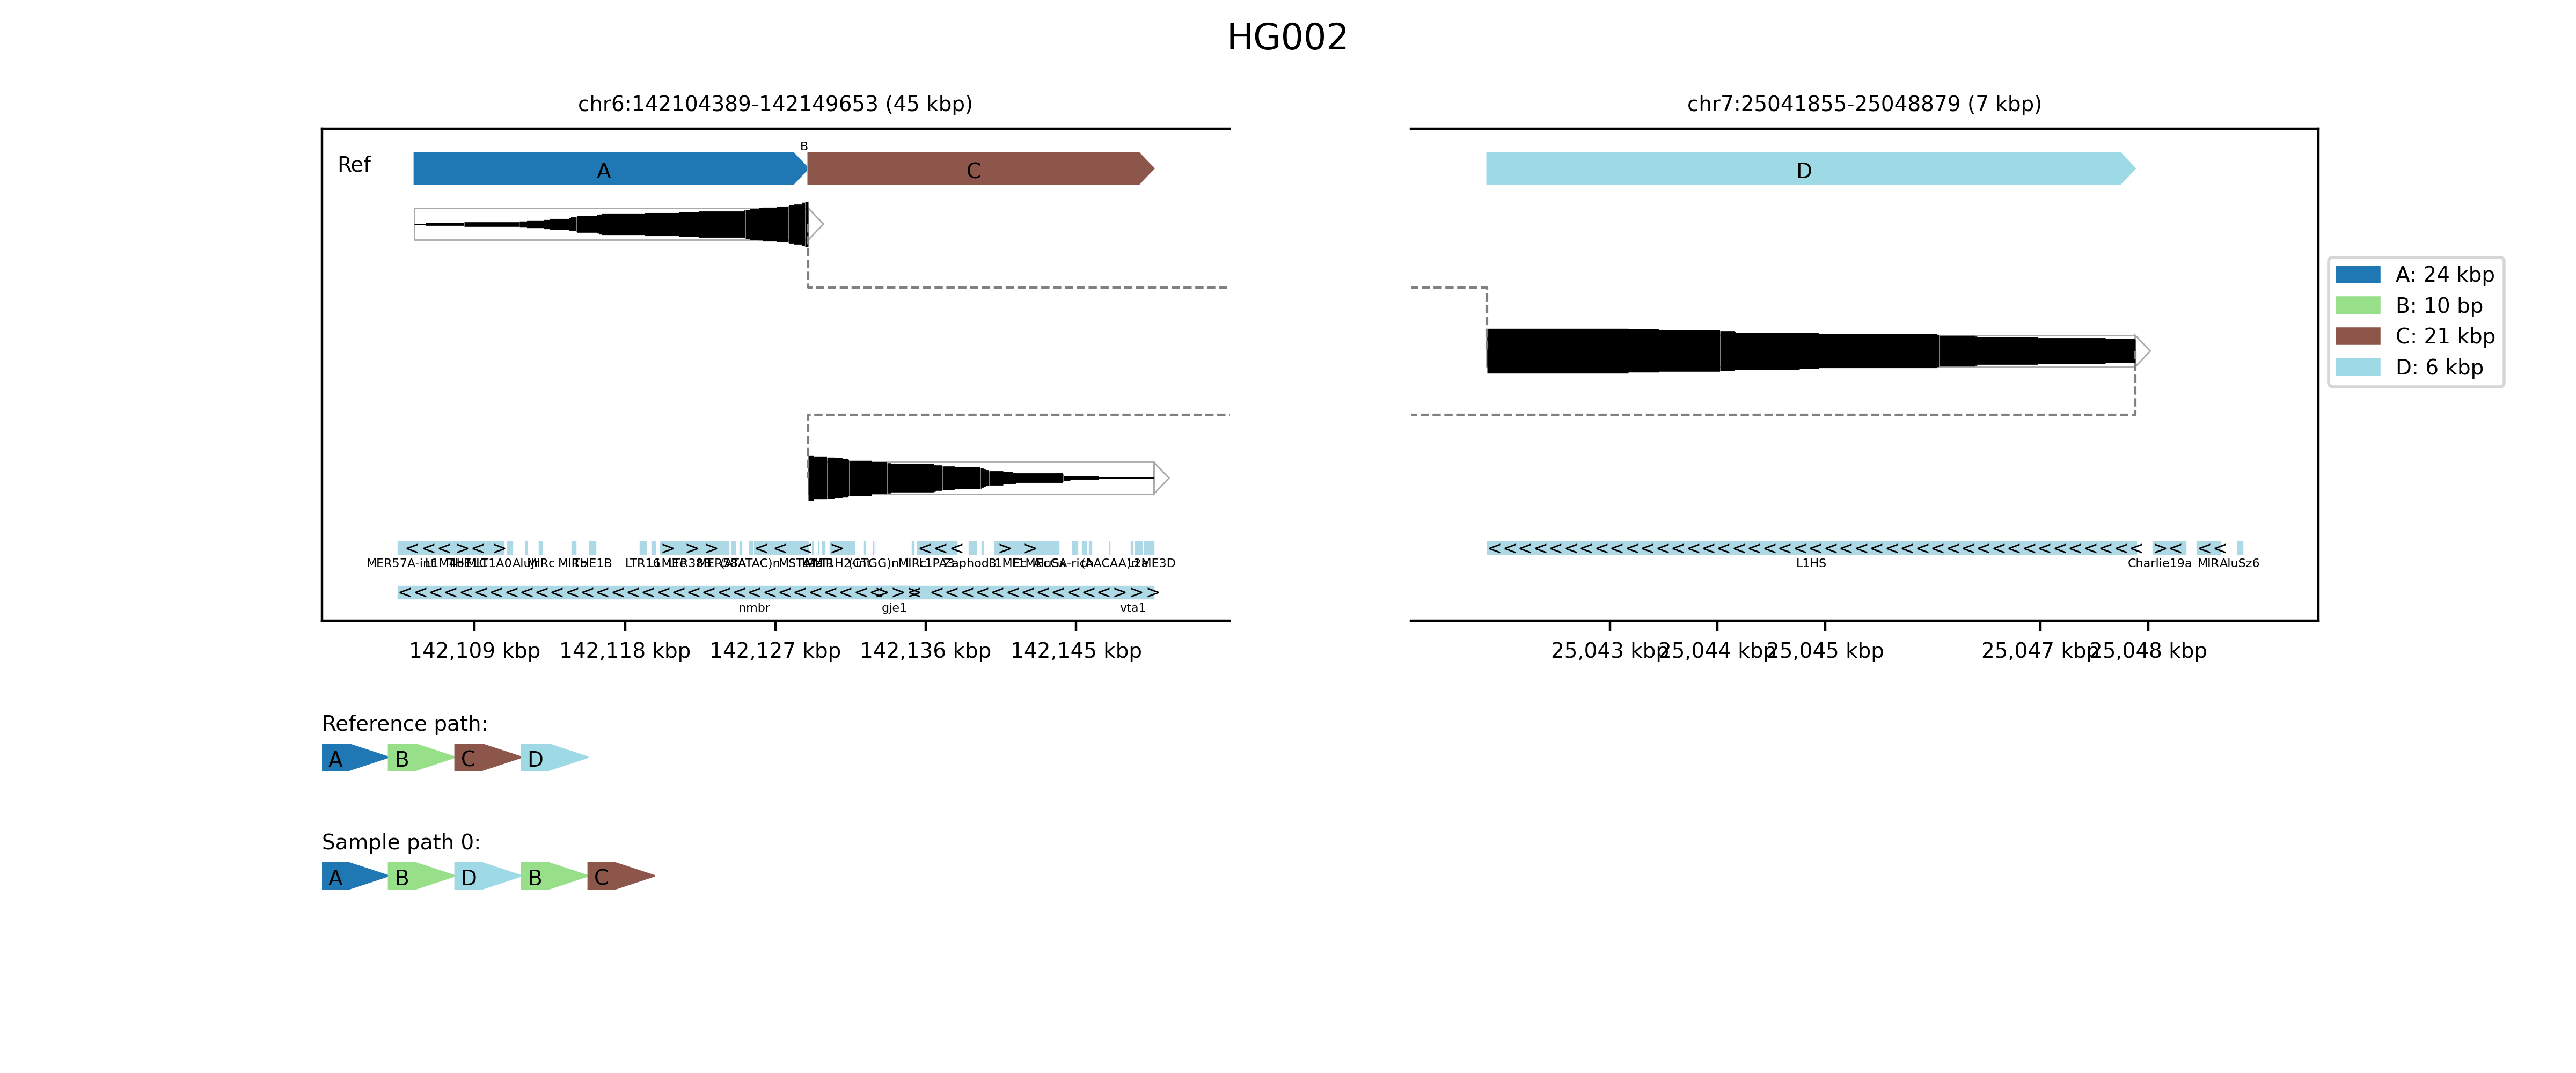 HG002
chr6:142104389-142149653 (45 kbp)
chr7:25041855-25048879 (7 kbp)
Ref
A
B
C
D
A: 24 kbp
B: 10 bp
C: 21 kbp
D: 6 kbp
L1HS
Charlie19a
MIR
AluSz6
nmbr
gje1
vta1
142,109 kbp
142,118 kbp
142,127 kbp
142,136 kbp
142,145 kbp
25,043 kbp
25,044 kbp
25,045 kbp
25,047 kbp
25,048 kbp
Reference path:
A B C D
Sample path 0:
A B D B C